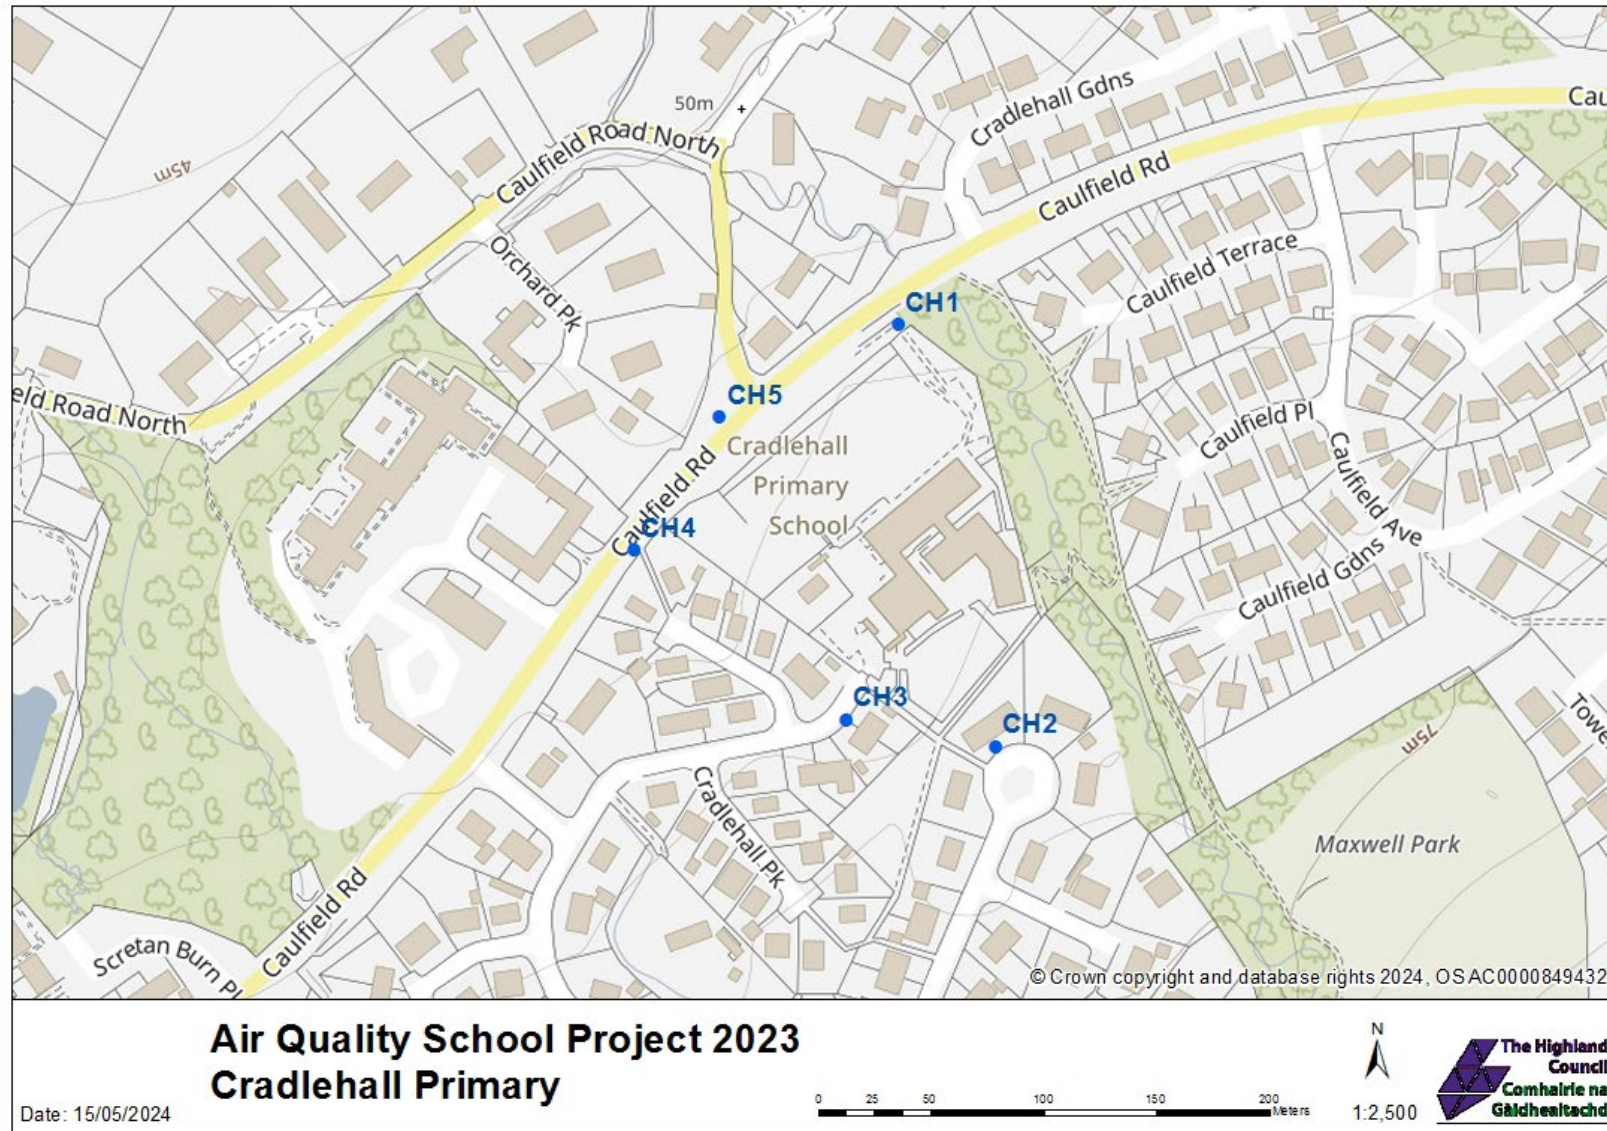 50m
45m
Caulfield Road North
Cradlehall Gdns
Cau
Caulfield Rd
Orchard Pk
Caulfield Terrace
CH1
eld Road North
CH5
Caulfield Pl
Cradlehall
Primary
School
Caulfield Rd
Caulfield Ave
CH4
Caulfield Gdns
CH3
CH2
Towe
75m
Cradlehall Pk
Maxwell Park
Caulfield Rd
Scretan Burn Pl
© Crown copyright and database rights 2024, OS AC0000849432
Air Quality School Project 2023
Cradlehall Primary
Date: 15/05/2024
0 25 50 100 150 200
Meters
N
1:2,500
The Highland
Council
Comhairle na
Gàidhealtachd